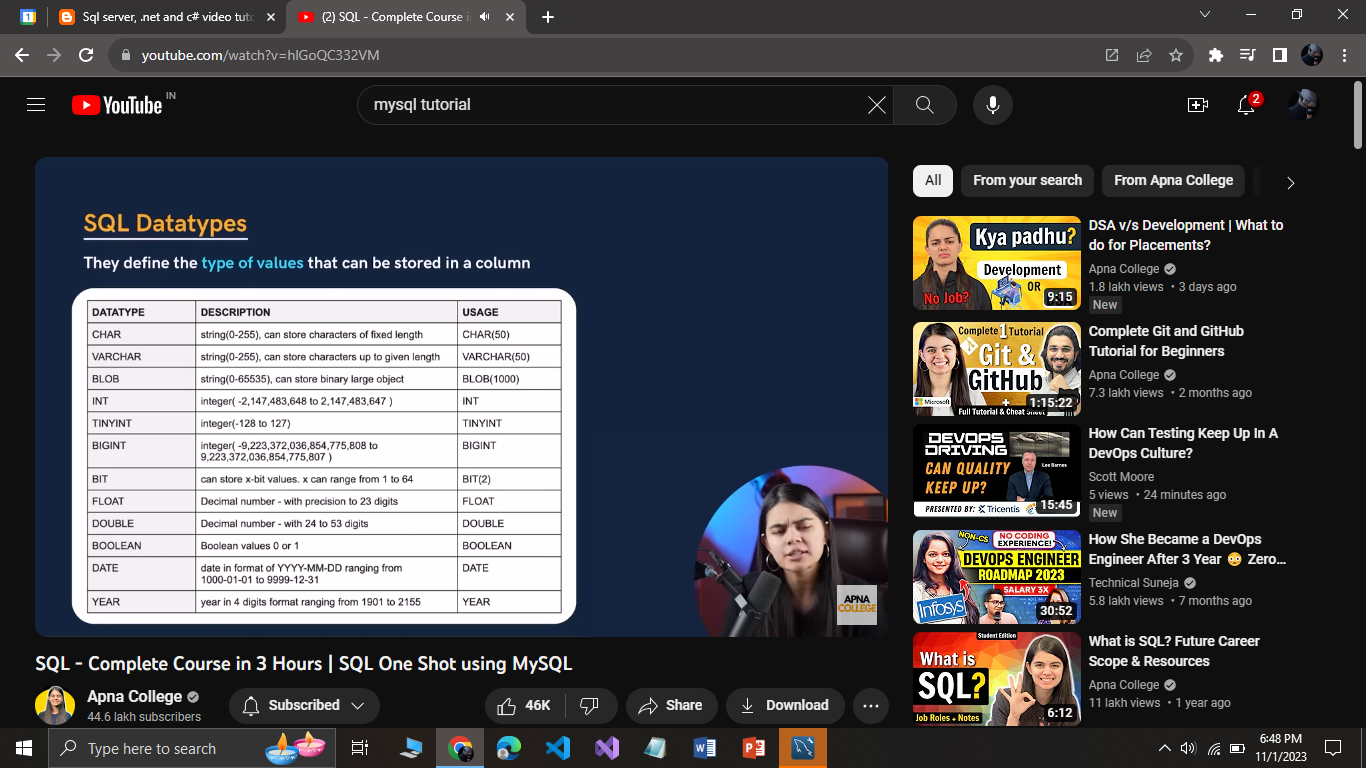 Sql server, .net and c# video tut
(2) SQL - Complete Course i
youtube.com/watch?v=hlGoQC332VM
YouTube IN
mysql tutorial
2
SQL Datatypes
They define the type of values that can be stored in a column
DATATYPE DESCRIPTION USAGE
CHAR string(0-255), can store characters of fixed length CHAR(50)
VARCHAR string(0-255), can store characters up to given length VARCHAR(50)
BLOB string(0-65535), can store binary large object BLOB(1000)
INT integer( -2,147,483,648 to 2,147,483,647 ) INT
TINYINT integer(-128 to 127) TINYINT
BIGINT integer( -9,223,372,036,854,775,808 to
9,223,372,036,854,775,807 ) BIGINT
BIT can store x-bit values. x can range from 1 to 64 BIT(2)
FLOAT Decimal number - with precision to 23 digits FLOAT
DOUBLE Decimal number - with 24 to 53 digits DOUBLE
BOOLEAN Boolean values 0 or 1 BOOLEAN
DATE date in format of YYYY-MM-DD ranging from
1000-01-01 to 9999-12-31 DATE
YEAR year in 4 digits format ranging from 1901 to 2155 YEAR
APNA
COLLEGE
SQL - Complete Course in 3 Hours | SQL One Shot using MySQL
Apna College
44.6 lakh subscribers
Subscribed
46K
Share
Download
All
From your search
From Apna College
Kya padhu?
Development
OR
No Job?
9:15
DSA v/s Development | What to
do for Placements?
Apna College
1.8 lakh views • 3 days ago
New
Complete 1 Tutorial
Git &
GitHub
Microsoft
+
Full Tutorial & Cheat Sheet
1:15:22
Complete Git and GitHub
Tutorial for Beginners
Apna College
7.3 lakh views • 2 months ago
DEVOPS
DRIVING
CAN QUALITY
KEEP UP?
Lee Barnes
PRESENTED BY: Tricentis
15:45
How Can Testing Keep Up In A
DevOps Culture?
Scott Moore
5 views • 24 minutes ago
New
NON-CS
NO CODING
EXPERIENCE!
DEVOPS ENGINEER
ROADMAP 2023
SALARY 3X
Infosys
30:52
How She Became a DevOps
Engineer After 3 Year 😳 Zero...
Technical Suneja
5.8 lakh views • 7 months ago
Student Edition
What is
SQL?
Job Roles + Notes
6:12
What is SQL? Future Career
Scope & Resources
Apna College
11 lakh views • 1 year ago
Type here to search
6:48 PM
11/1/2023